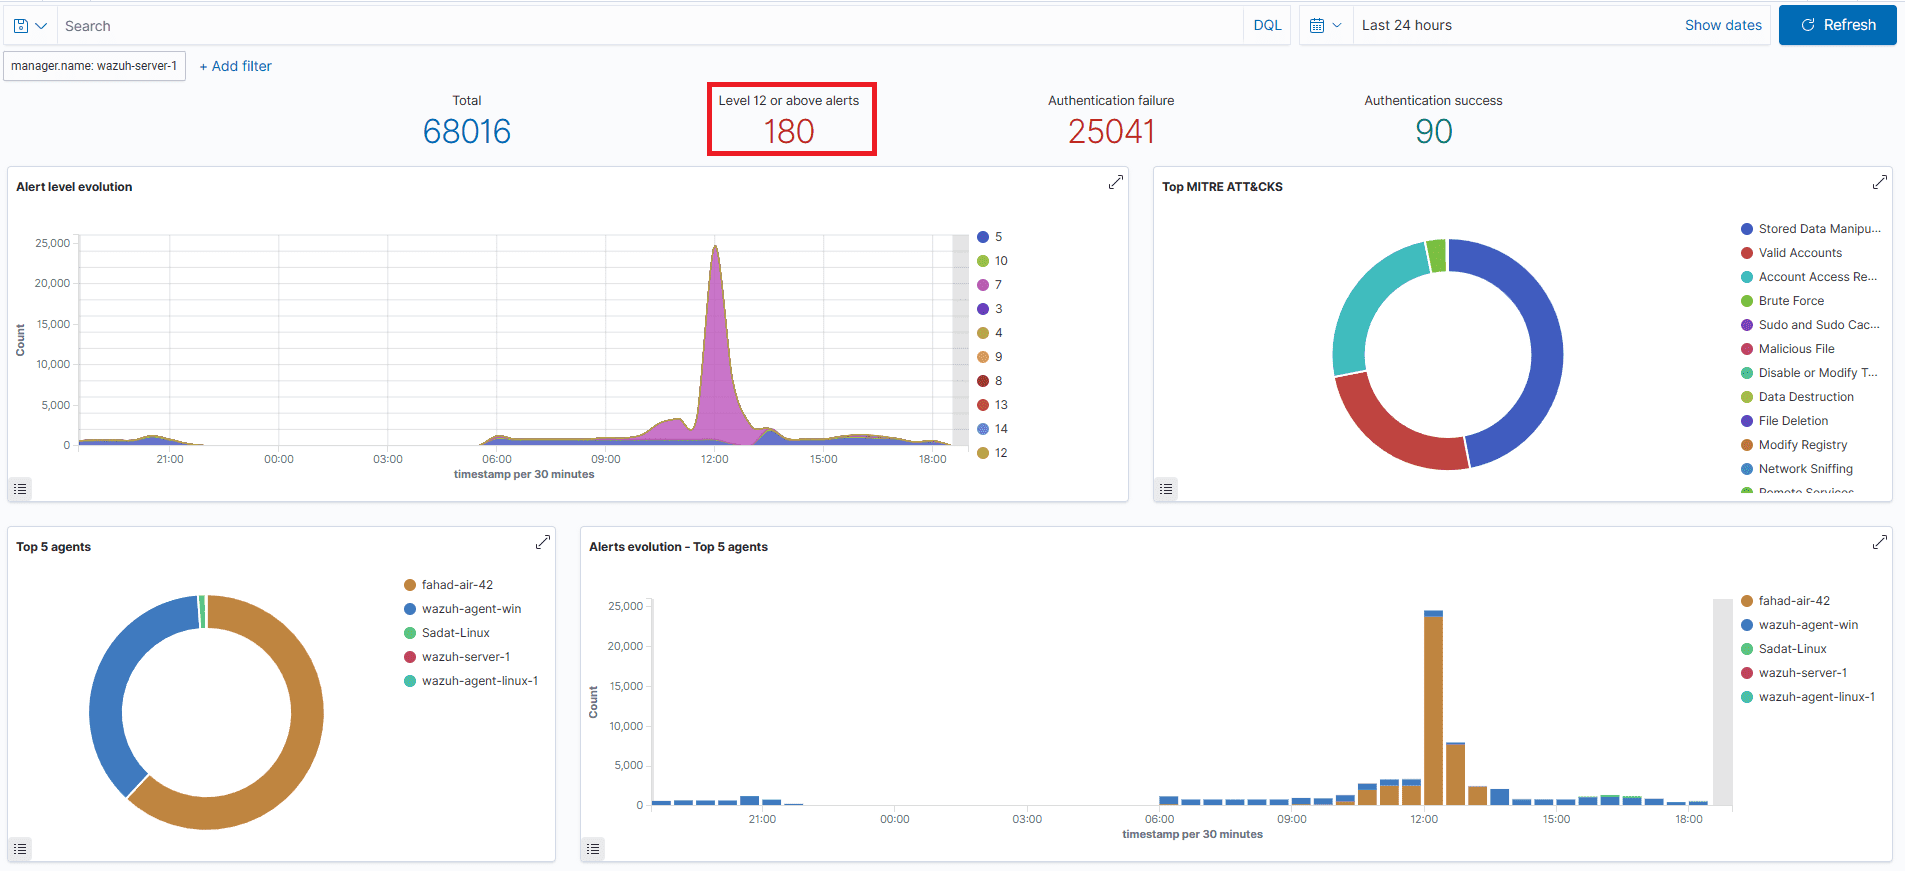 Search
DQL
Last 24 hours
Show dates
Refresh
manager.name: wazuh-server-1
+ Add filter
Total
68016
Level 12 or above alerts
180
Authentication failure
25041
Authentication success
90
Alert level evolution
25,000
20,000
15,000
10,000
5,000
0
Count
21:00
00:00
03:00
06:00
09:00
12:00
15:00
18:00
timestamp per 30 minutes
5
10
7
3
4
9
8
13
14
12
Top MITRE ATT&CKS
Stored Data Manipu...
Valid Accounts
Account Access Re...
Brute Force
Sudo and Sudo Cac...
Malicious File
Disable or Modify T...
Data Destruction
File Deletion
Modify Registry
Network Sniffing
Remote Services
Top 5 agents
fahad-air-42
wazuh-agent-win
Sadat-Linux
wazuh-server-1
wazuh-agent-linux-1
Alerts evolution - Top 5 agents
25,000
20,000
15,000
10,000
5,000
0
Count
21:00
00:00
03:00
06:00
09:00
12:00
15:00
18:00
timestamp per 30 minutes
fahad-air-42
wazuh-agent-win
Sadat-Linux
wazuh-server-1
wazuh-agent-linux-1